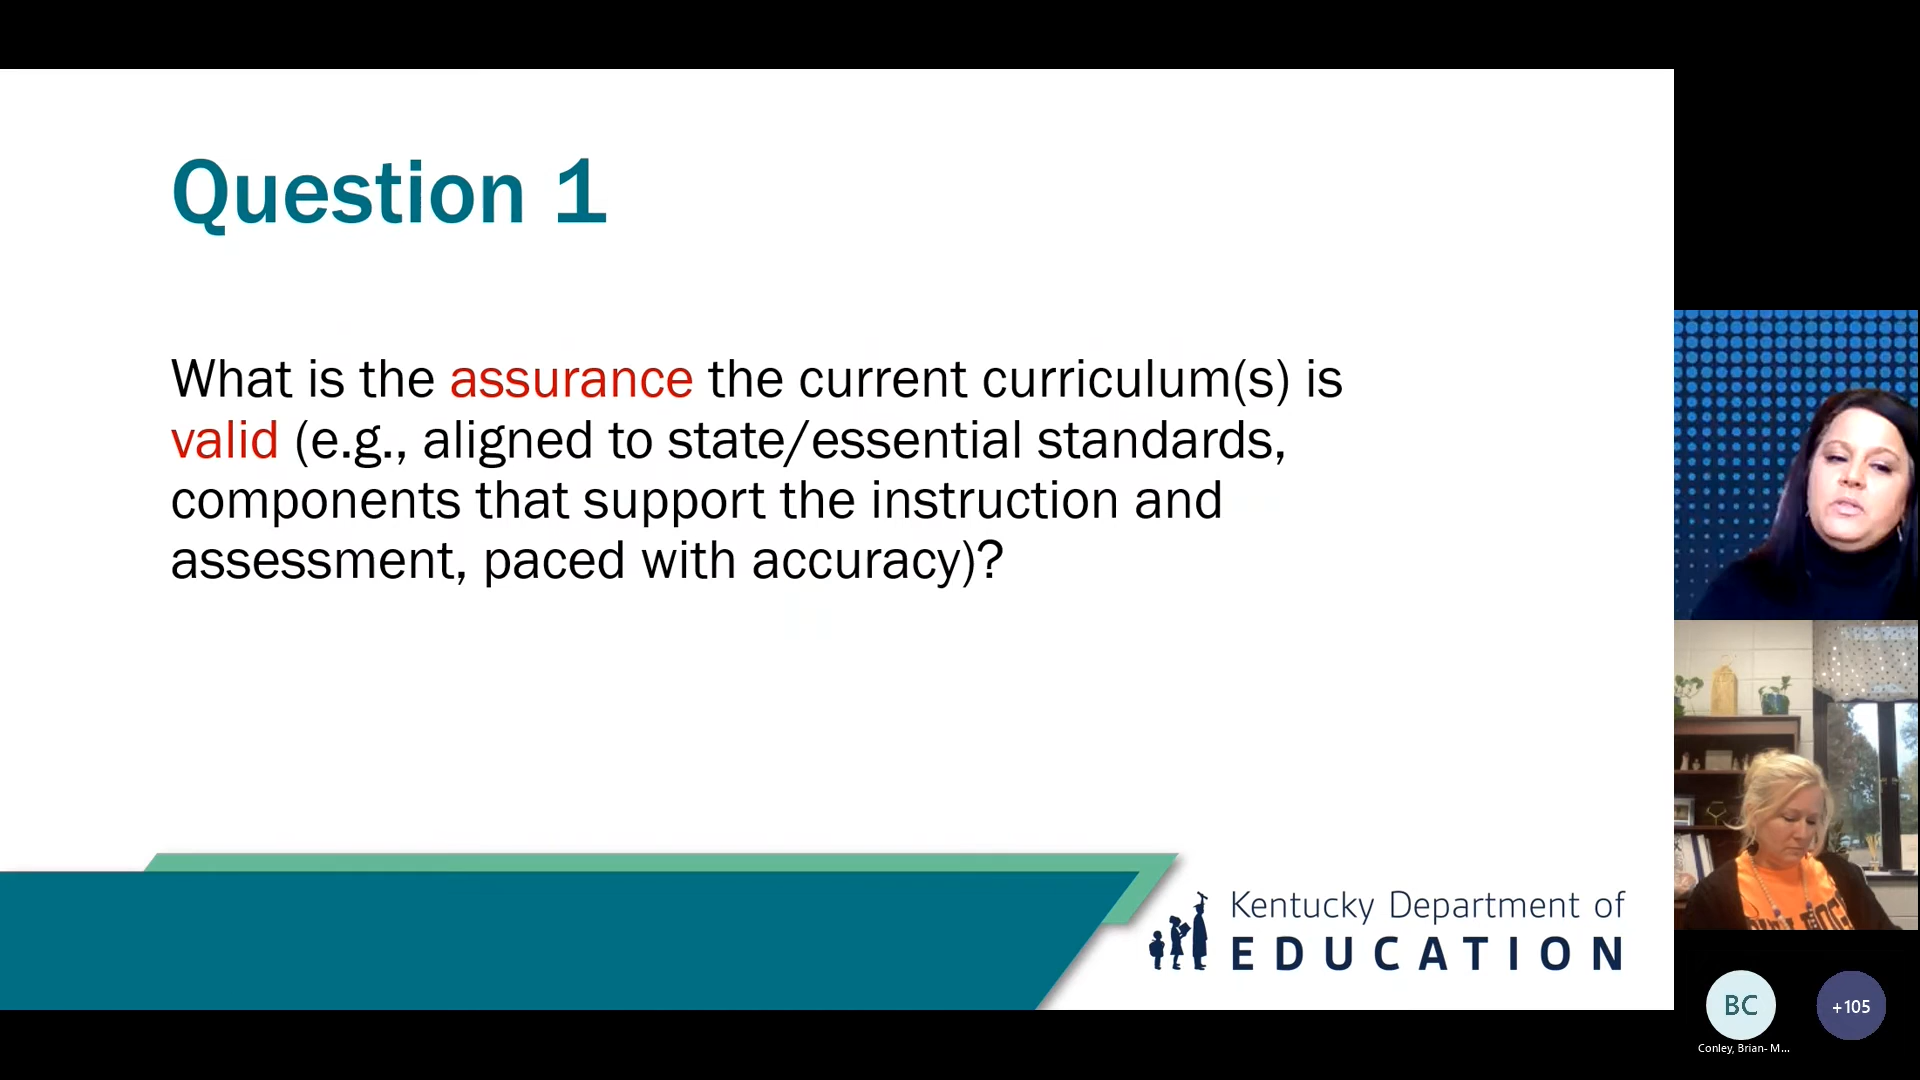 Question 1
What is the assurance the current curriculum(s) is
valid (e.g., aligned to state/essential standards,
components that support the instruction and
assessment, paced with accuracy)?
Kentucky Department of
EDUCATION
BC
+105
Conley, Brian- M...